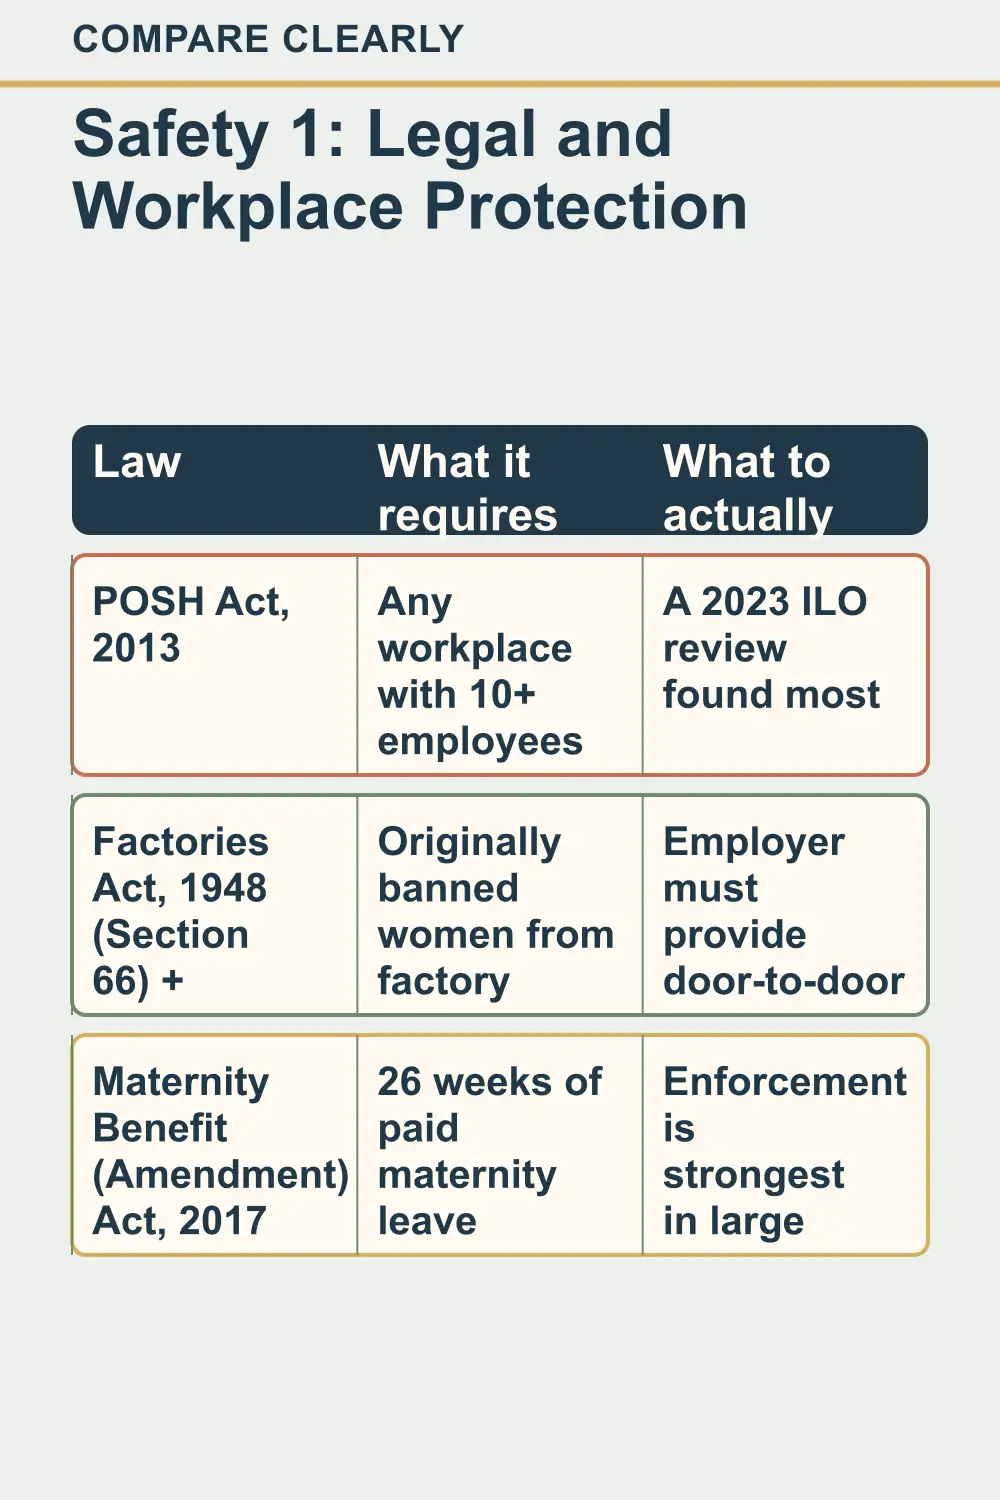 COMPARE CLEARLY
Safety 1: Legal and
Workplace Protection
Law
What it
requires
What to
actually
POSH Act,
2013
Any
workplace
with 10+
employees
A 2023 ILO
review
found most
Factories
Act, 1948
(Section
66) +
Originally
banned
women from
factory
Employer
must
provide
door-to-door
Maternity
Benefit
(Amendment)
Act, 2017
26 weeks of
paid
maternity
leave
Enforcement
is
strongest
in large